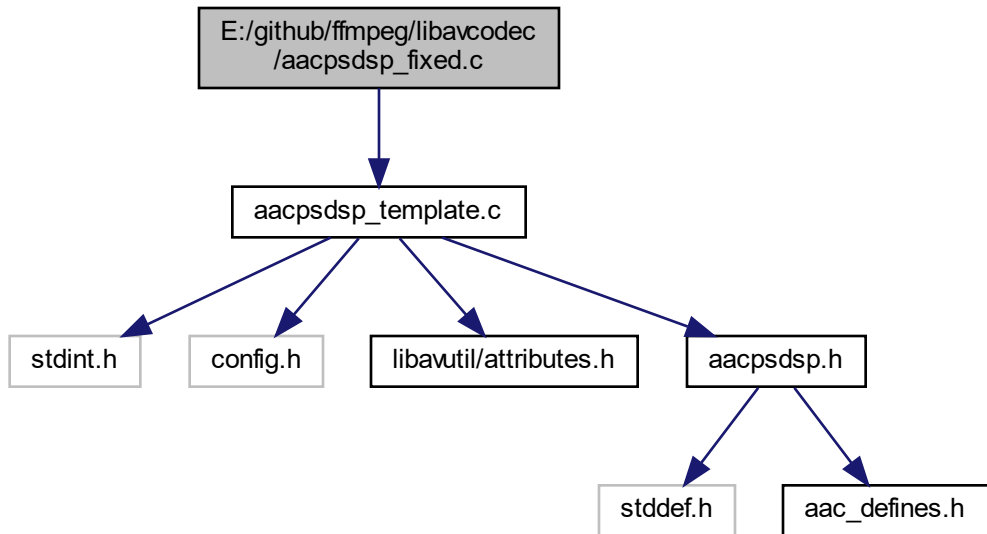 E:/github/ffmpeg/libavcodec
/aacpsdsp_fixed.c
aacpsdsp_template.c
stdint.h
config.h
libavutil/attributes.h
aacpsdsp.h
stddef.h
aac_defines.h